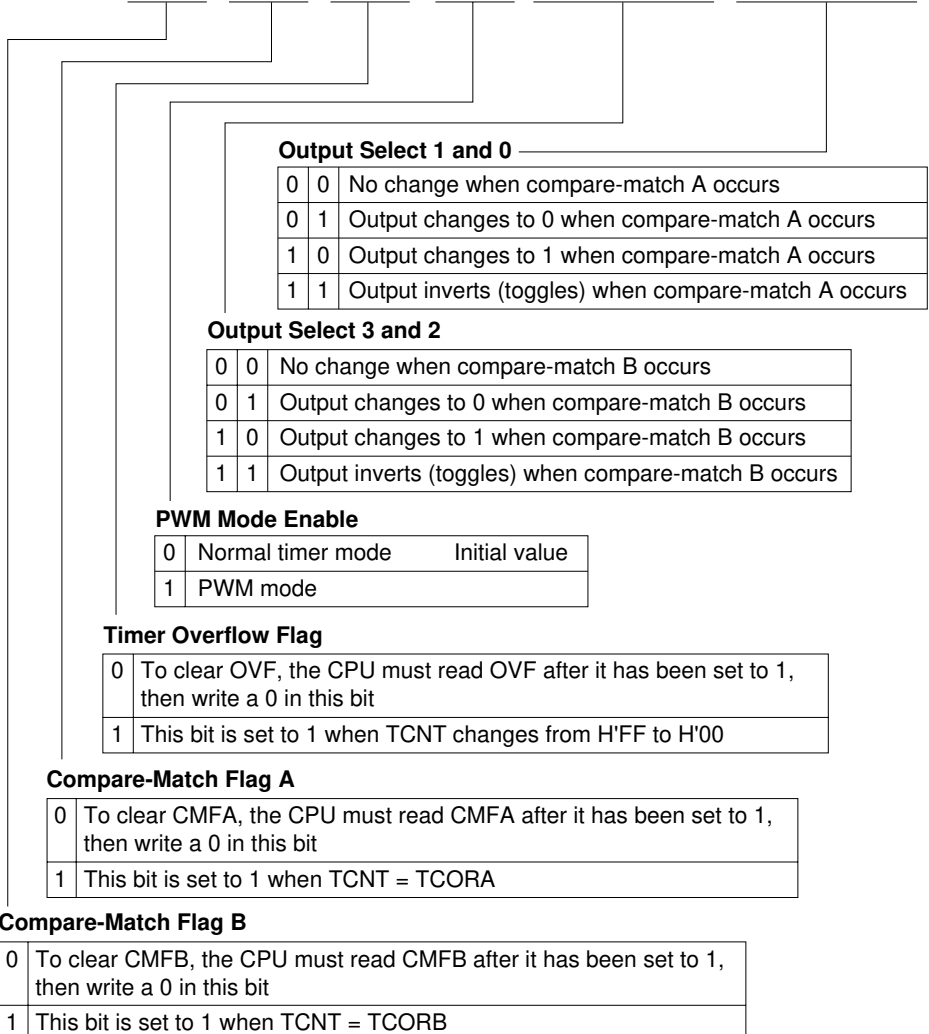 Output Select 1 and 0
0 0 No change when compare-match A occurs
0 1 Output changes to 0 when compare-match A occurs
1 0 Output changes to 1 when compare-match A occurs
1 1 Output inverts (toggles) when compare-match A occurs
Output Select 3 and 2
0 0 No change when compare-match B occurs
0 1 Output changes to 0 when compare-match B occurs
1 0 Output changes to 1 when compare-match B occurs
1 1 Output inverts (toggles) when compare-match B occurs
PWM Mode Enable
0 Normal timer mode Initial value
1 PWM mode
Timer Overflow Flag
0 To clear OVF, the CPU must read OVF after it has been set to 1,
then write a 0 in this bit
1 This bit is set to 1 when TCNT changes from H'FF to H'00
Compare-Match Flag A
0 To clear CMFA, the CPU must read CMFA after it has been set to 1,
then write a 0 in this bit
1 This bit is set to 1 when TCNT = TCORA
Compare-Match Flag B
0 To clear CMFB, the CPU must read CMFB after it has been set to 1,
then write a 0 in this bit
1 This bit is set to 1 when TCNT = TCORB